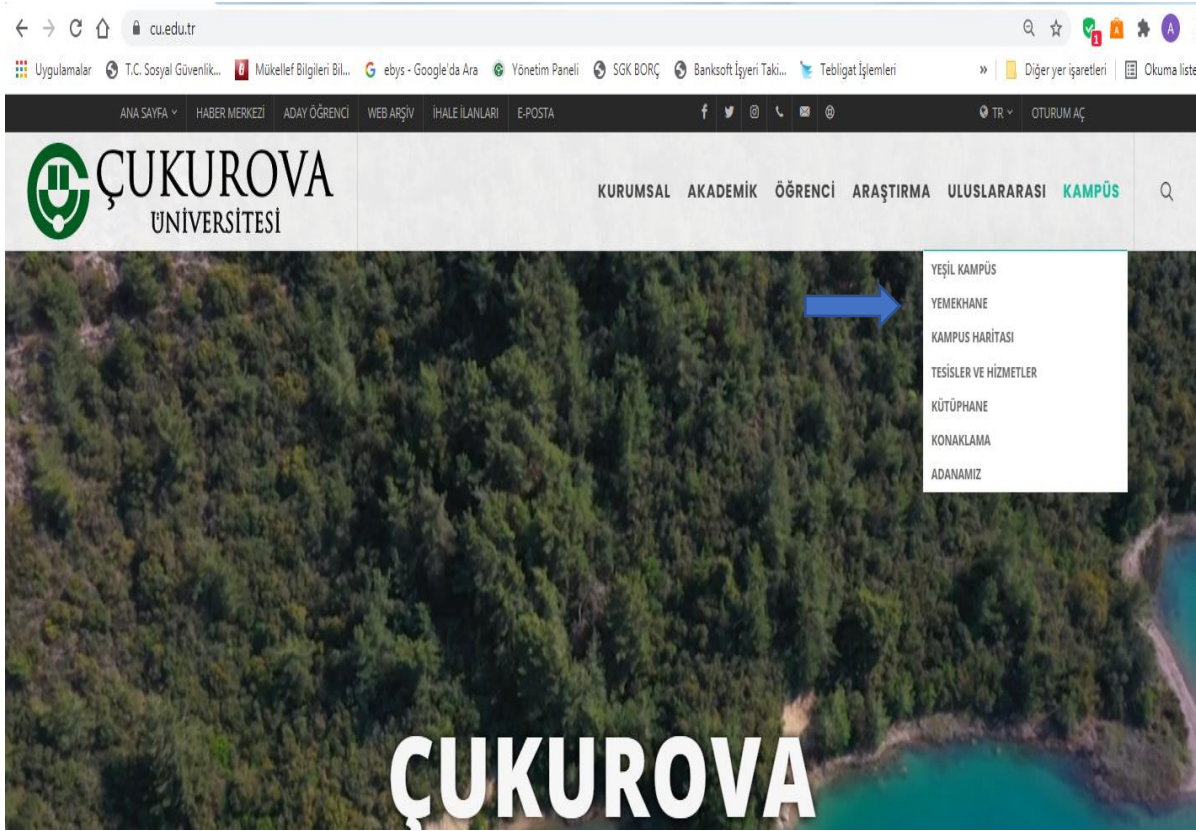 cu.edu.tr
Uygulamalar T.C. Sosyal Güvenlik... Mükellef Bilgileri Bil... ebys - Google'da Ara Yönetim Paneli SGK BORÇ Banksoft İşyeri Taki... Tebligat İşlemleri » Diğer yer işaretleri Okuma liste
ANA SAYFA HABER MERKEZİ ADAY ÖĞRENCİ WEB ARŞİV İHALE İLANLARI E-POSTA TR OTURUM AÇ
ÇUKUROVA
ÜNİVERSİTESİ
KURUMSAL AKADEMİK ÖĞRENCİ ARAŞTIRMA ULUSLARARASI KAMPÜS
YEŞİL KAMPÜS
YEMEKHANE
KAMPUS HARİTASI
TESİSLER VE HİZMETLER
KÜTÜPHANE
KONAKLAMA
ADANAMIZ
ÇUKUROVA